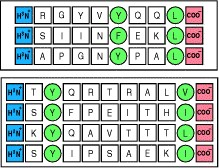 H3N+ R G Y V Y Q Q L COO-
H3N+ S I I N F E K L COO-
H3N+ A P G N Y P A L COO-
H3N+ T Y Q R T R A L V COO-
H3N+ S Y F P E I T H I COO-
H3N+ K Y Q A V T T T L COO-
H3N+ S Y I P S A E K I COO-